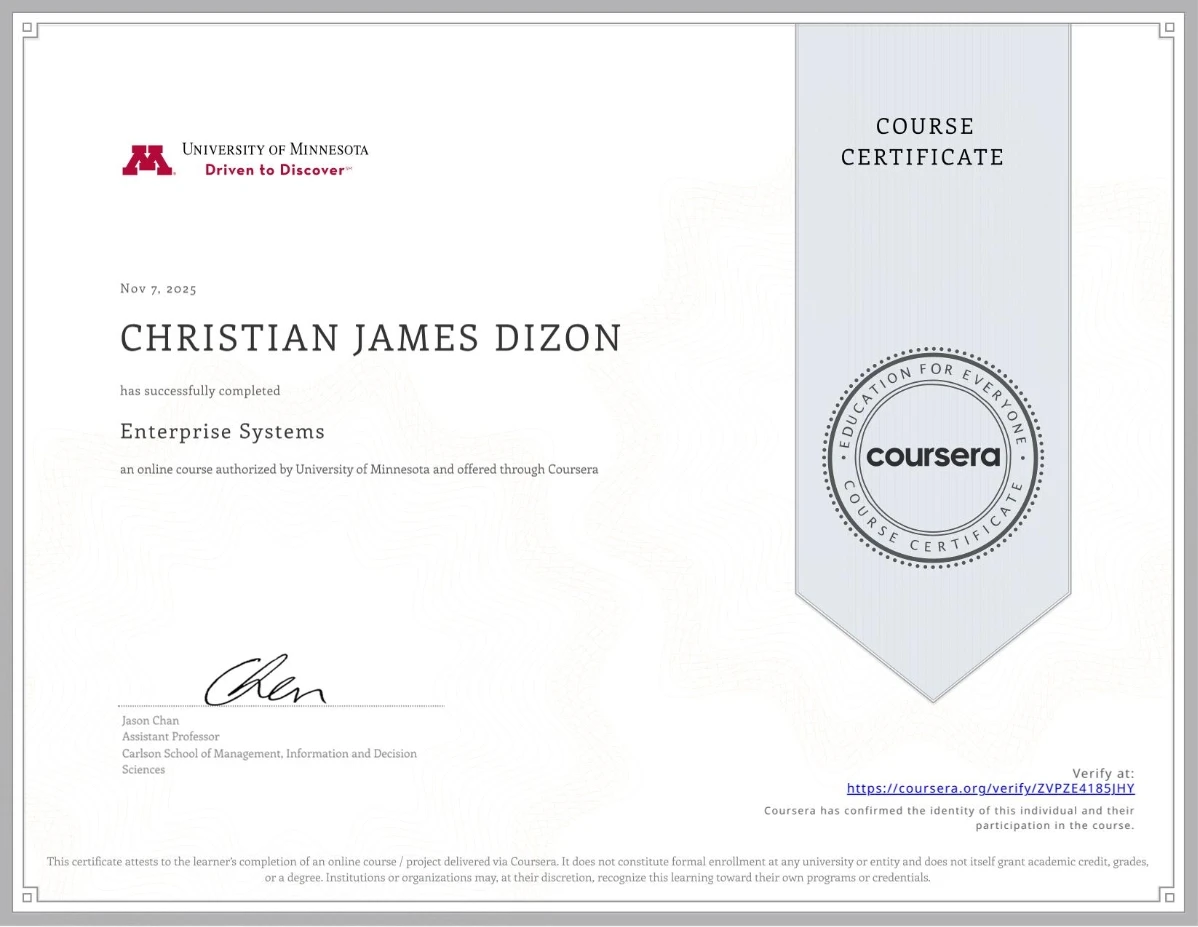 UNIVERSITY OF MINNESOTA
Driven to Discover℠
COURSE
CERTIFICATE
Nov 7, 2025
CHRISTIAN JAMES DIZON
has successfully completed
Enterprise Systems
an online course authorized by University of Minnesota and offered through Coursera
EDUCATION FOR EVERYONE
coursera
COURSE CERTIFICATE
Chen
Jason Chan
Assistant Professor
Carlson School of Management, Information and Decision
Sciences
Verify at:
https://coursera.org/verify/ZVPZE4185JHY
Coursera has confirmed the identity of this individual and their
participation in the course.
This certificate attests to the learner's completion of an online course / project delivered via Coursera. It does not constitute formal enrollment at any university or entity and does not itself grant academic credit, grades,
or a degree. Institutions or organizations may, at their discretion, recognize this learning toward their own programs or credentials.